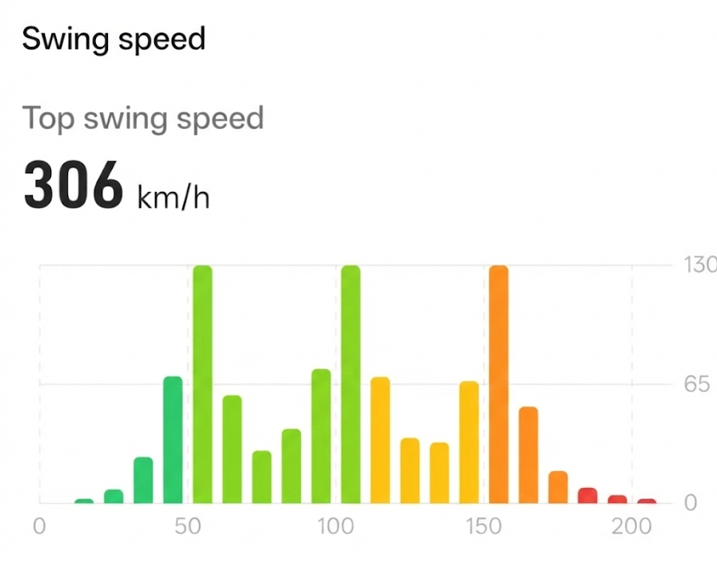 Swing speed
Top swing speed
306 km/h
130
65
0
0 50 100 150 200